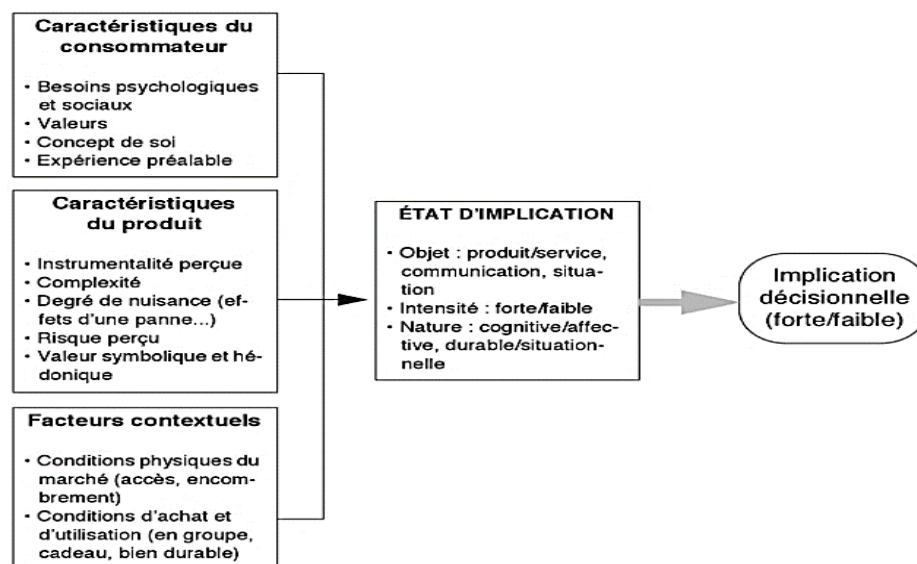 Caractéristiques du
consommateur
• Besoins psychologiques
et sociaux
• Valeurs
• Concept de soi
• Expérience préalable
Caractéristiques
du produit
• Instrumentalité perçue
• Complexité
• Degré de nuisance (ef-
fets d'une panne...)
• Risque perçu
• Valeur symbolique et hé-
donique
Facteurs contextuels
• Conditions physiques du
marché (accès, encom-
brement)
• Conditions d'achat et
d'utilisation (en groupe,
cadeau, bien durable)
ÉTAT D'IMPLICATION
• Objet : produit/service,
communication, situa-
tion
• Intensité : forte/faible
• Nature : cognitive/affec-
tive, durable/situation-
nelle
Implication
décisionnelle
(forte/faible)